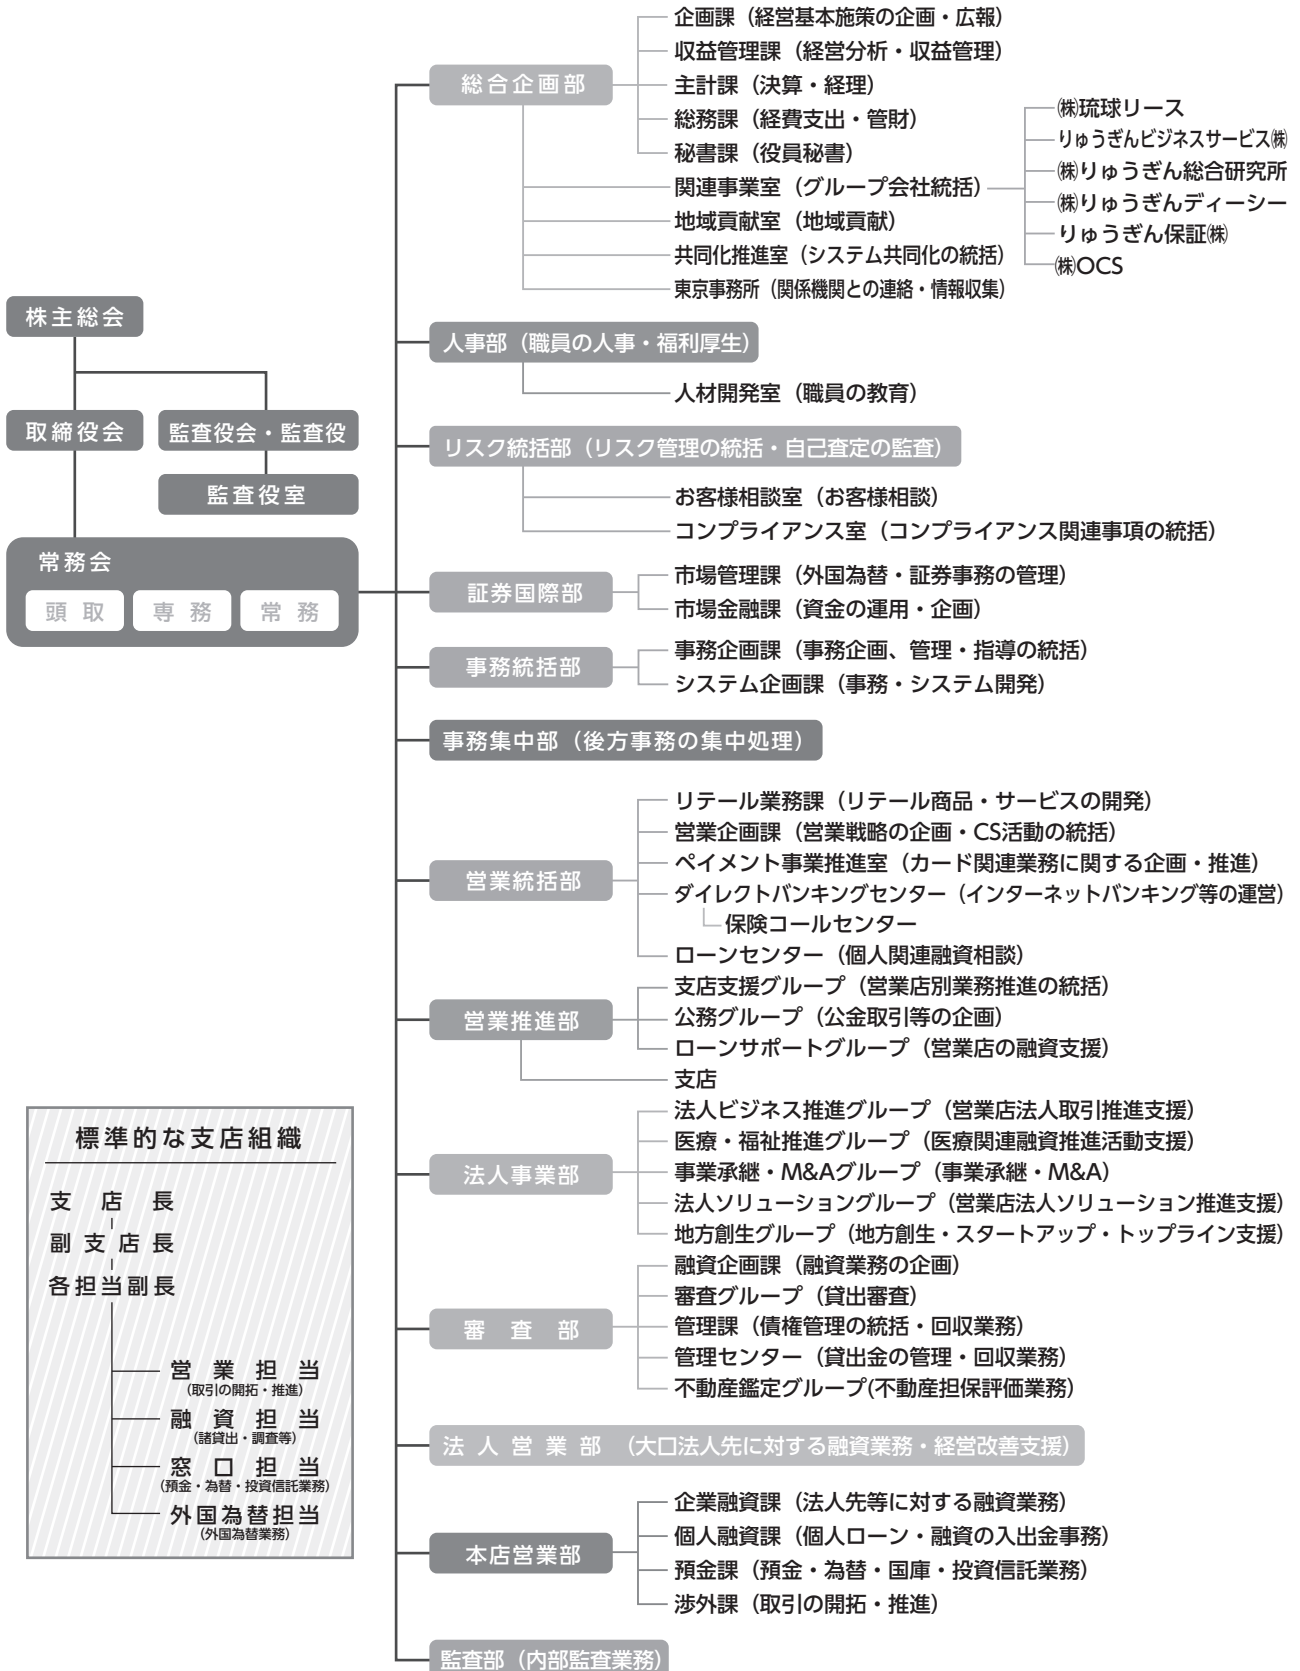 株主総会
取締役会
監査役会・監査役
監査役室
常務会
頭取
専務
常務
総合企画部
企画課（経営基本施策の企画・広報）
収益管理課（経営分析・収益管理）
主計課（決算・経理）
総務課（経費支出・管財）
秘書課（役員秘書）
関連事業室（グループ会社統括）
㈱琉球リース
りゅうぎんビジネスサービス㈱
㈱りゅうぎん総合研究所
㈱りゅうぎんディーシー
りゅうぎん保証㈱
㈱OCS
地域貢献室（地域貢献）
共同化推進室（システム共同化の統括）
東京事務所（関係機関との連絡・情報収集）
人事部（職員の人事・福利厚生）
人材開発室（職員の教育）
リスク統括部（リスク管理の統括・自己査定の監査）
お客様相談室（お客様相談）
コンプライアンス室（コンプライアンス関連事項の統括）
証券国際部
市場管理課（外国為替・証券事務の管理）
市場金融課（資金の運用・企画）
事務統括部
事務企画課（事務企画、管理・指導の統括）
システム企画課（事務・システム開発）
事務集中部（後方事務の集中処理）
営業統括部
リテール業務課（リテール商品・サービスの開発）
営業企画課（営業戦略の企画・CS活動の統括）
ペイメント事業推進室（カード関連業務に関する企画・推進）
ダイレクトバンキングセンター（インターネットバンキング等の運営）
保険コールセンター
ローンセンター（個人関連融資相談）
営業推進部
支店支援グループ（営業店別業務推進の統括）
公務グループ（公金取引等の企画）
ローンサポートグループ（営業店の融資支援）
支店
法人事業部
法人ビジネス推進グループ（営業店法人取引推進支援）
医療・福祉推進グループ（医療関連融資推進活動支援）
事業承継・M&Aグループ（事業承継・M&A）
法人ソリューショングループ（営業店法人ソリューション推進支援）
地方創生グループ（地方創生・スタートアップ・トップライン支援）
審査部
融資企画課（融資業務の企画）
審査グループ（貸出審査）
管理課（債権管理の統括・回収業務）
管理センター（貸出金の管理・回収業務）
不動産鑑定グループ(不動産担保評価業務)
法人営業部（大口法人先に対する融資業務・経営改善支援）
本店営業部
企業融資課（法人先等に対する融資業務）
個人融資課（個人ローン・融資の入出金事務）
預金課（預金・為替・国庫・投資信託業務）
渉外課（取引の開拓・推進）
監査部（内部監査業務）
標準的な支店組織
支店長
副支店長
各担当副長
営業担当
（取引の開拓・推進）
融資担当
（諸貸出・調査等）
窓口担当
（預金・為替・投資信託業務）
外国為替担当
（外国為替業務）